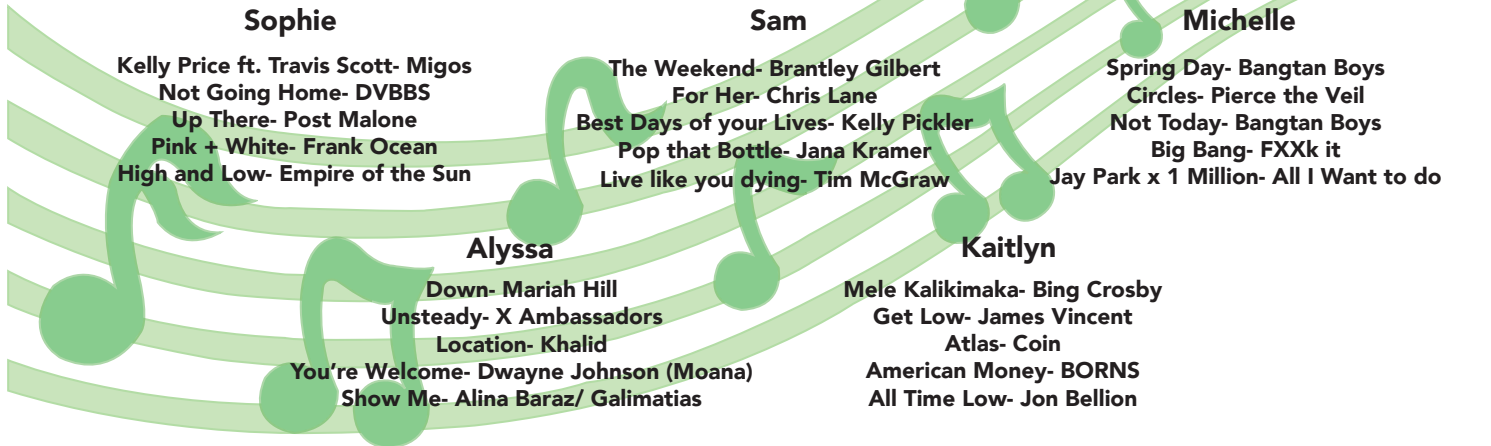 Sophie
Kelly Price ft. Travis Scott- Migos
Not Going Home- DVBBS
Up There- Post Malone
Pink + White- Frank Ocean
High and Low- Empire of the Sun
Sam
The Weekend- Brantley Gilbert
For Her- Chris Lane
Best Days of your Lives- Kelly Pickler
Pop that Bottle- Jana Kramer
Live like you dying- Tim McGraw
Michelle
Spring Day- Bangtan Boys
Circles- Pierce the Veil
Not Today- Bangtan Boys
Big Bang- FXXk it
Jay Park x 1 Million- All I Want to do
Alyssa
Down- Mariah Hill
Unsteady- X Ambassadors
Location- Khalid
You’re Welcome- Dwayne Johnson (Moana)
Show Me- Alina Baraz/ Galimatias
Kaitlyn
Mele Kalikimaka- Bing Crosby
Get Low- James Vincent
Atlas- Coin
American Money- BORNS
All Time Low- Jon Bellion